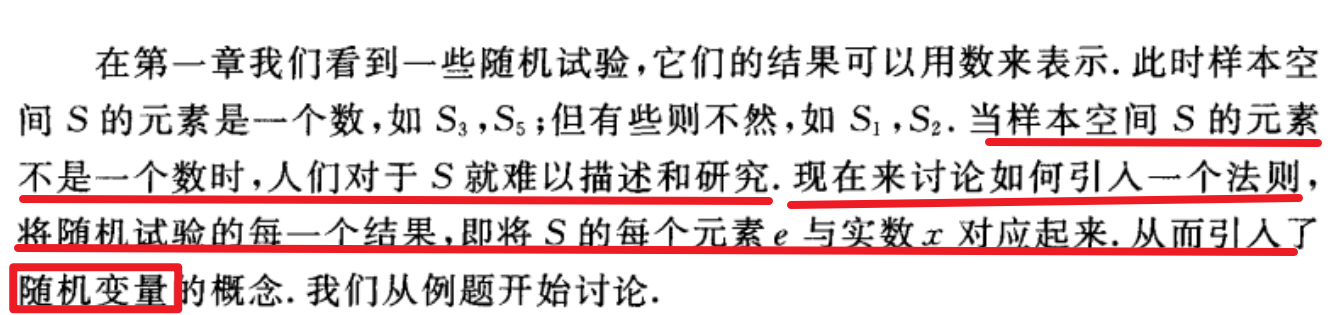 在第一章我们看到一些随机试验,它们的结果可以用数来表示.此时样本空
间 S 的元素是一个数,如 S₃,S₅;但有些则不然,如 S₁,S₂.当样本空间 S 的元素
不是一个数时,人们对于 S 就难以描述和研究.现在来讨论如何引入一个法则,
将随机试验的每一个结果,即将 S 的每个元素 e 与实数 x 对应起来.从而引入了
随机变量的概念.我们从例题开始讨论.